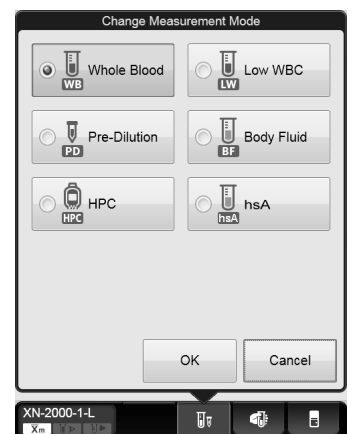 Change Measurement Mode
Whole Blood
WB
Low WBC
LW
Pre-Dilution
PD
Body Fluid
BF
HPC
HPC
hsA
hsA
OK
Cancel
XN-2000-1-L
Xm